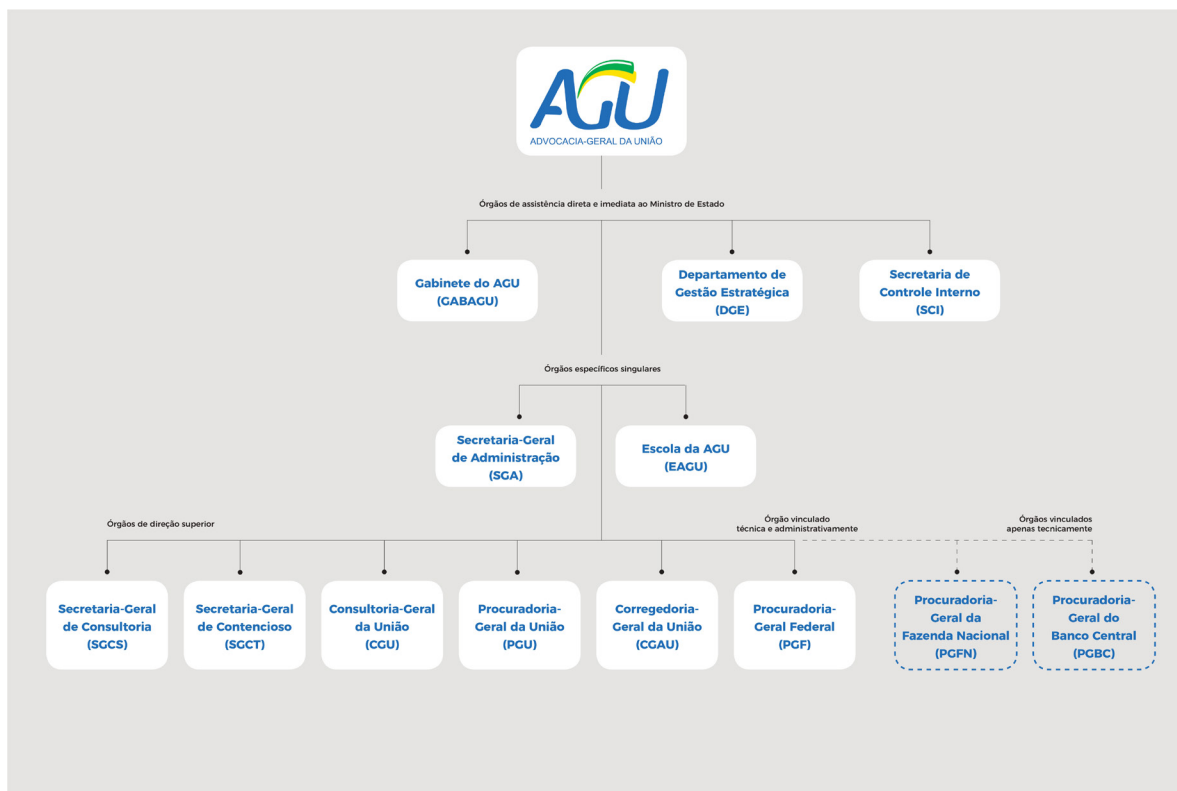 AGU
ADVOCACIA-GERAL DA UNIÃO
Órgãos de assistência direta e imediata ao Ministro de Estado
Gabinete do AGU
(GABAGU)
Departamento de
Gestão Estratégica
(DGE)
Secretaria de
Controle Interno
(SCI)
Órgãos específicos singulares
Secretaria-Geral
de Administração
(SGA)
Escola da AGU
(EAGU)
Órgãos de direção superior
Órgão vinculado
técnica e administrativamente
Órgãos vinculados
apenas tecnicamente
Secretaria-Geral
de Consultoria
(SGCS)
Secretaria-Geral
de Contencioso
(SGCT)
Consultoria-Geral
da União
(CGU)
Procuradoria-
Geral da União
(PGU)
Corregedoria-
Geral da União
(CGAU)
Procuradoria-
Geral Federal
(PGF)
Procuradoria-
Geral da
Fazenda Nacional
(PGFN)
Procuradoria-
Geral do
Banco Central
(PGBC)